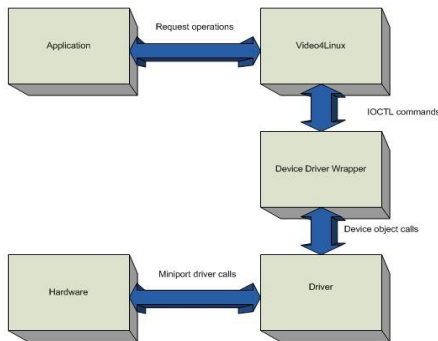 Request operations
Application
Video4Linux
IOCTL commands
Device Driver Wrapper
Device object calls
Miniport driver calls
Hardware
Driver